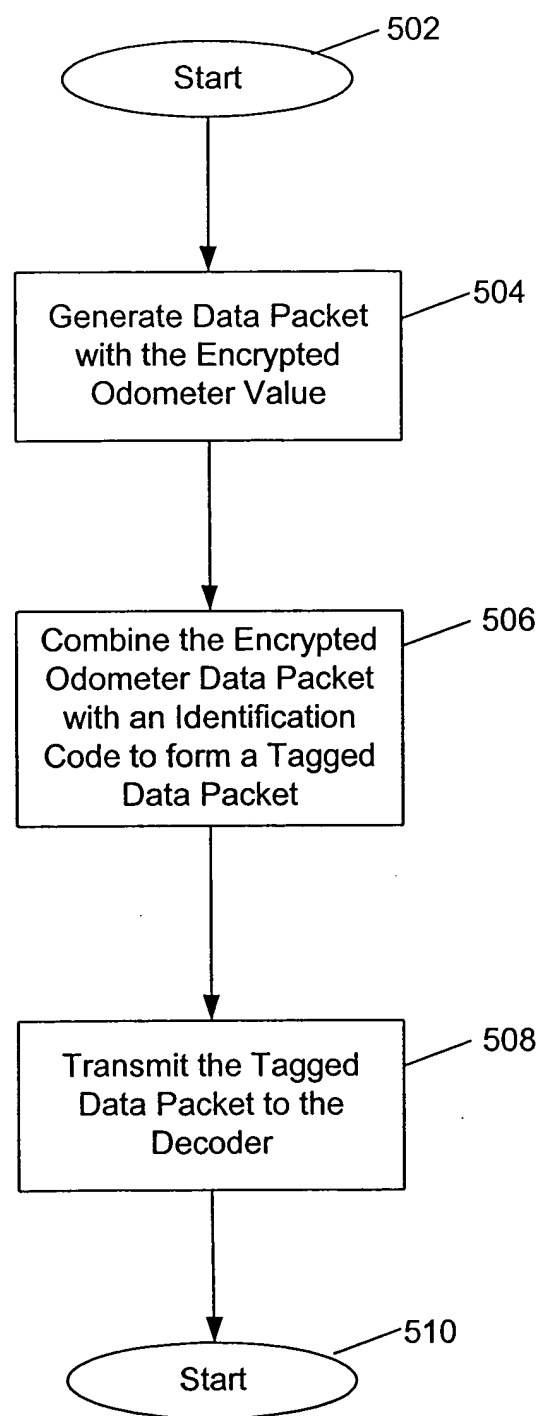 502
Start
504
Generate Data Packet
with the Encrypted
Odometer Value
506
Combine the Encrypted
Odometer Data Packet
with an Identification
Code to form a Tagged
Data Packet
508
Transmit the Tagged
Data Packet to the
Decoder
510
Start